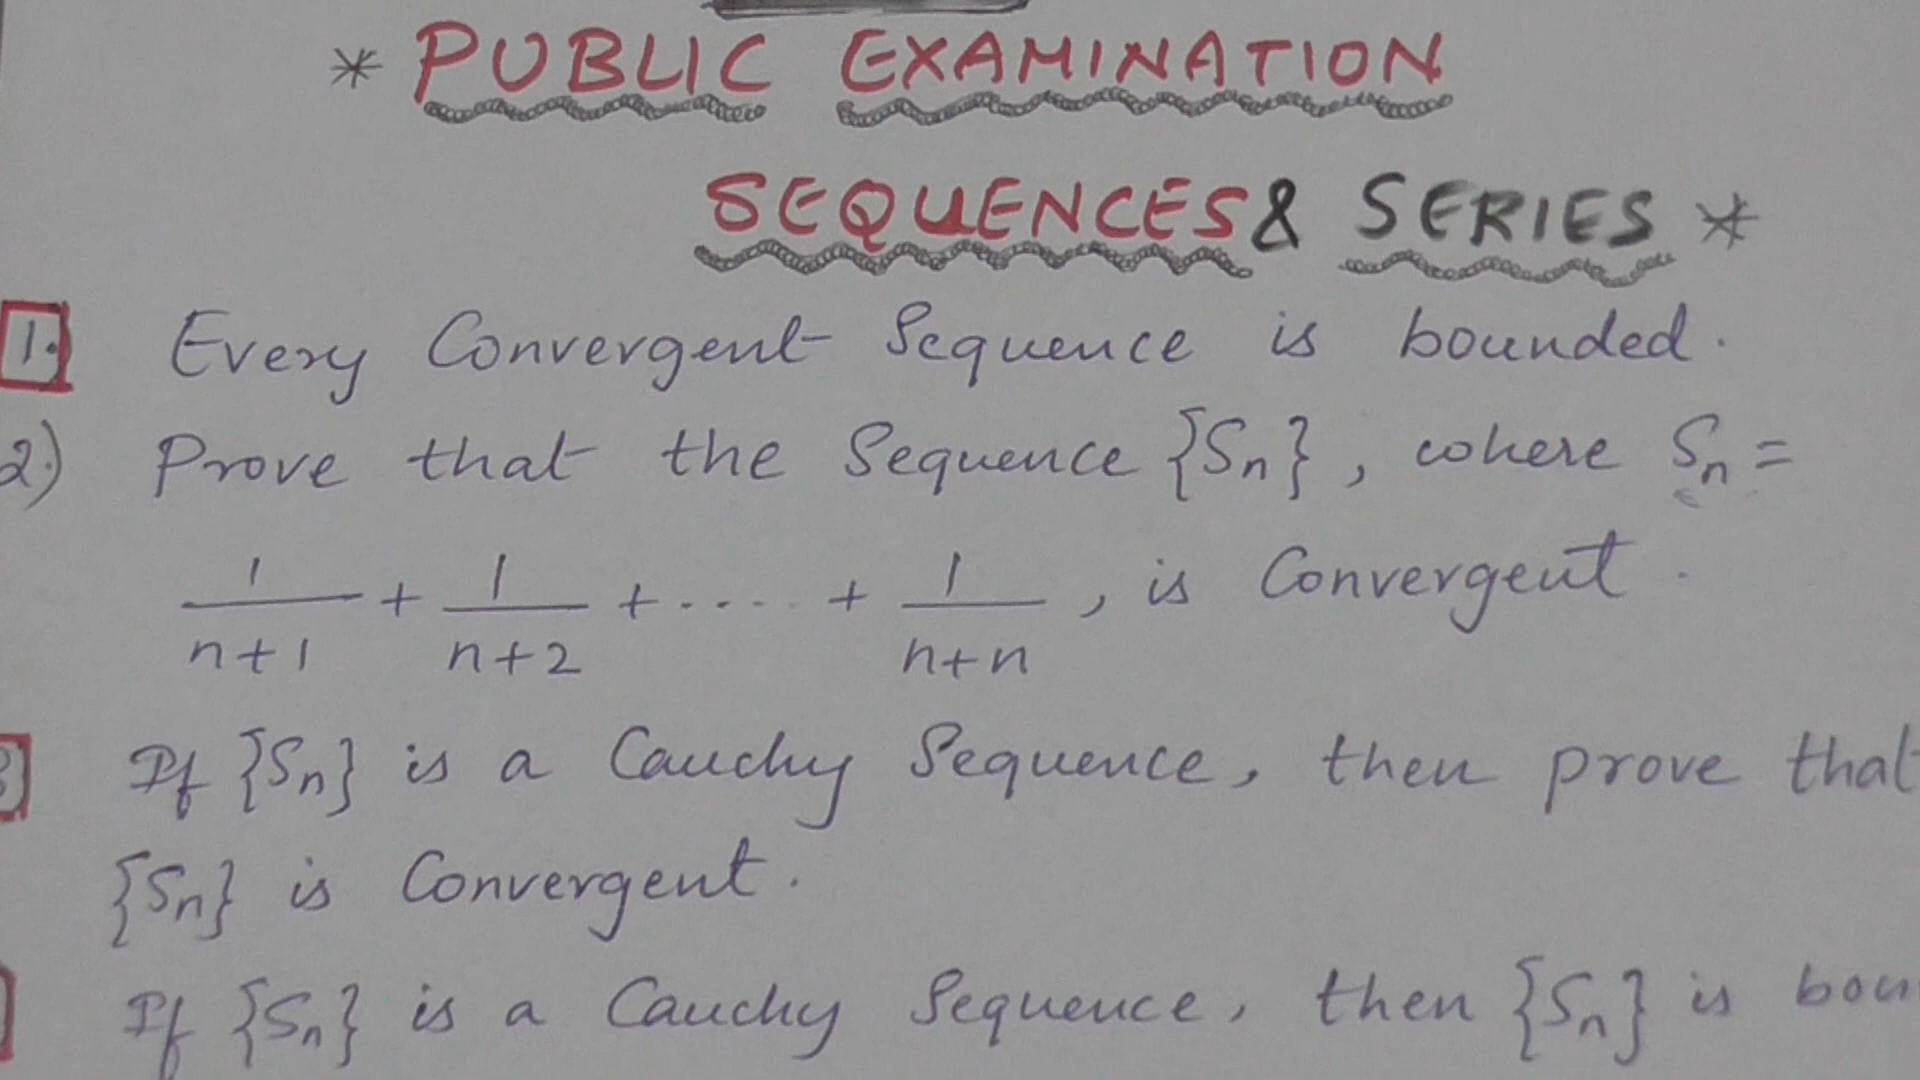 * PUBLIC EXAMINATION
SEQUENCES & SERIES *
1. Every Convergent Sequence is bounded.
2.) Prove that the Sequence {Sn}, where Sn =
1/n+1 + 1/n+2 + .... + 1/n+n, is Convergent.
If {Sn} is a Cauchy Sequence, then prove that
{Sn} is Convergent.
If {Sn} is a Cauchy Sequence, then {Sn} is